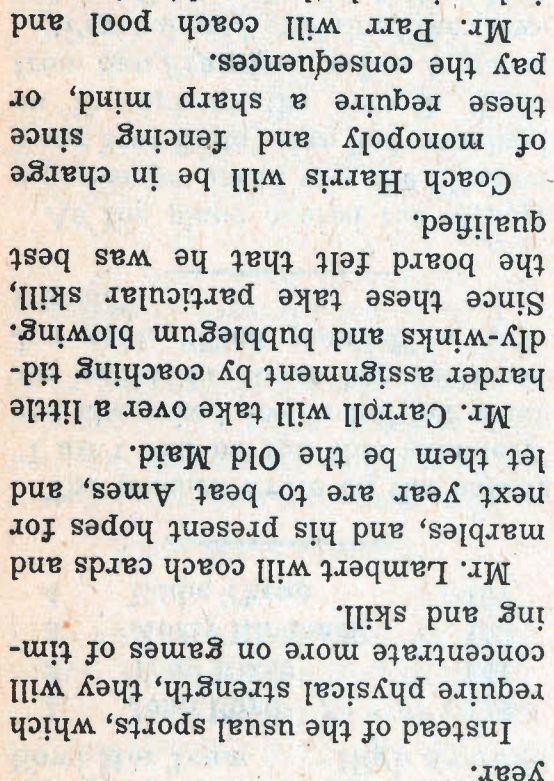 year.
Instead of the usual sports, which
require physical strength, they will
concentrate more on games of tim-
ing and skill.
Mr. Lambert will coach cards and
marbles, and his present hopes for
next year are to beat Ames, and
let them be the Old Maid.
Mr. Carroll will take over a little
harder assignment by coaching tid-
dly-winks and bubblegum blowing.
Since these take particular skill,
the board felt that he was best
qualified.
Coach Harris will be in charge
of monopoly and fencing since
these require a sharp mind, or
pay the consequences.
Mr. Parr will coach pool and